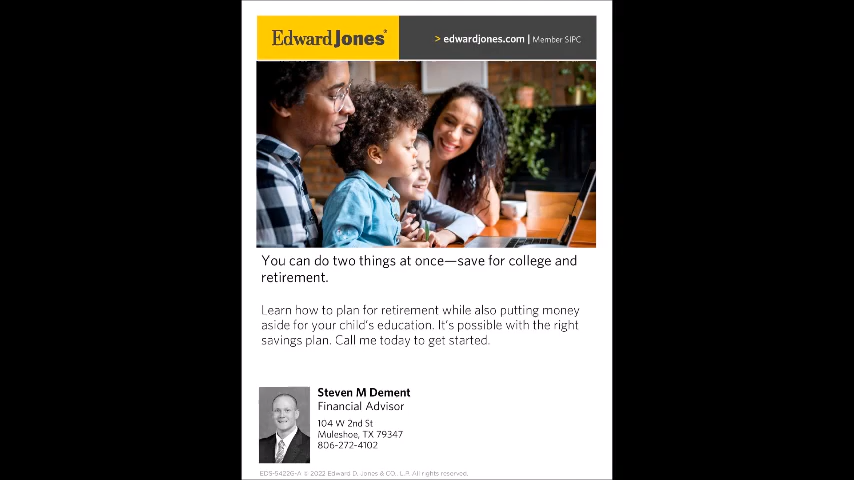 Edward Jones®
> edwardjones.com | Member SIPC
You can do two things at once—save for college and
retirement.
Learn how to plan for retirement while also putting money
aside for your child's education. It's possible with the right
savings plan. Call me today to get started.
Steven M Dement
Financial Advisor
104 W 2nd St
Muleshoe, TX 79347
806-272-4102
EDS-5422G-A © 2022 Edward D. Jones & CO., L.P. All rights reserved.